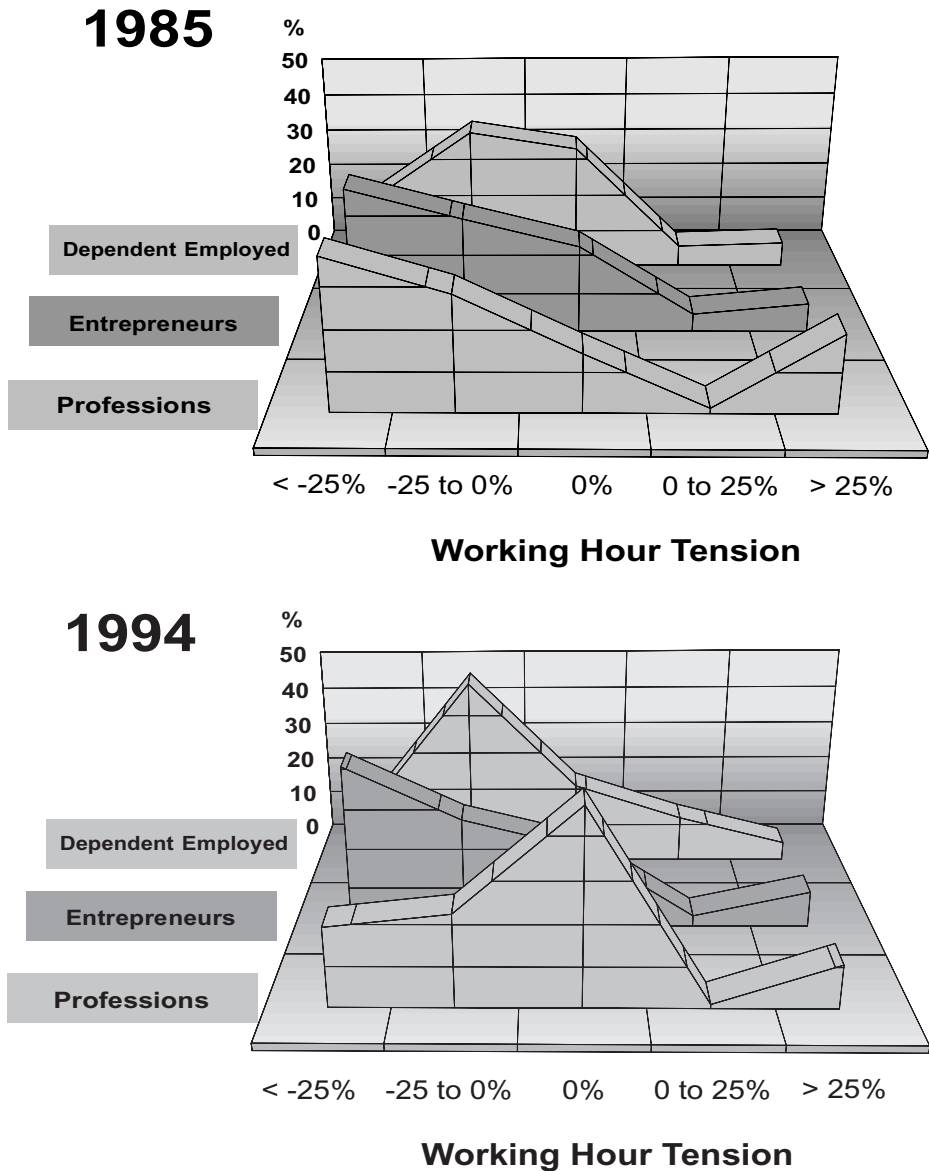 1985
%
50
40
30
20
10
0
Dependent Employed
Entrepreneurs
Professions
< -25% -25 to 0% 0% 0 to 25% > 25%
Working Hour Tension
1994
%
50
40
30
20
10
0
Dependent Employed
Entrepreneurs
Professions
< -25% -25 to 0% 0% 0 to 25% > 25%
Working Hour Tension